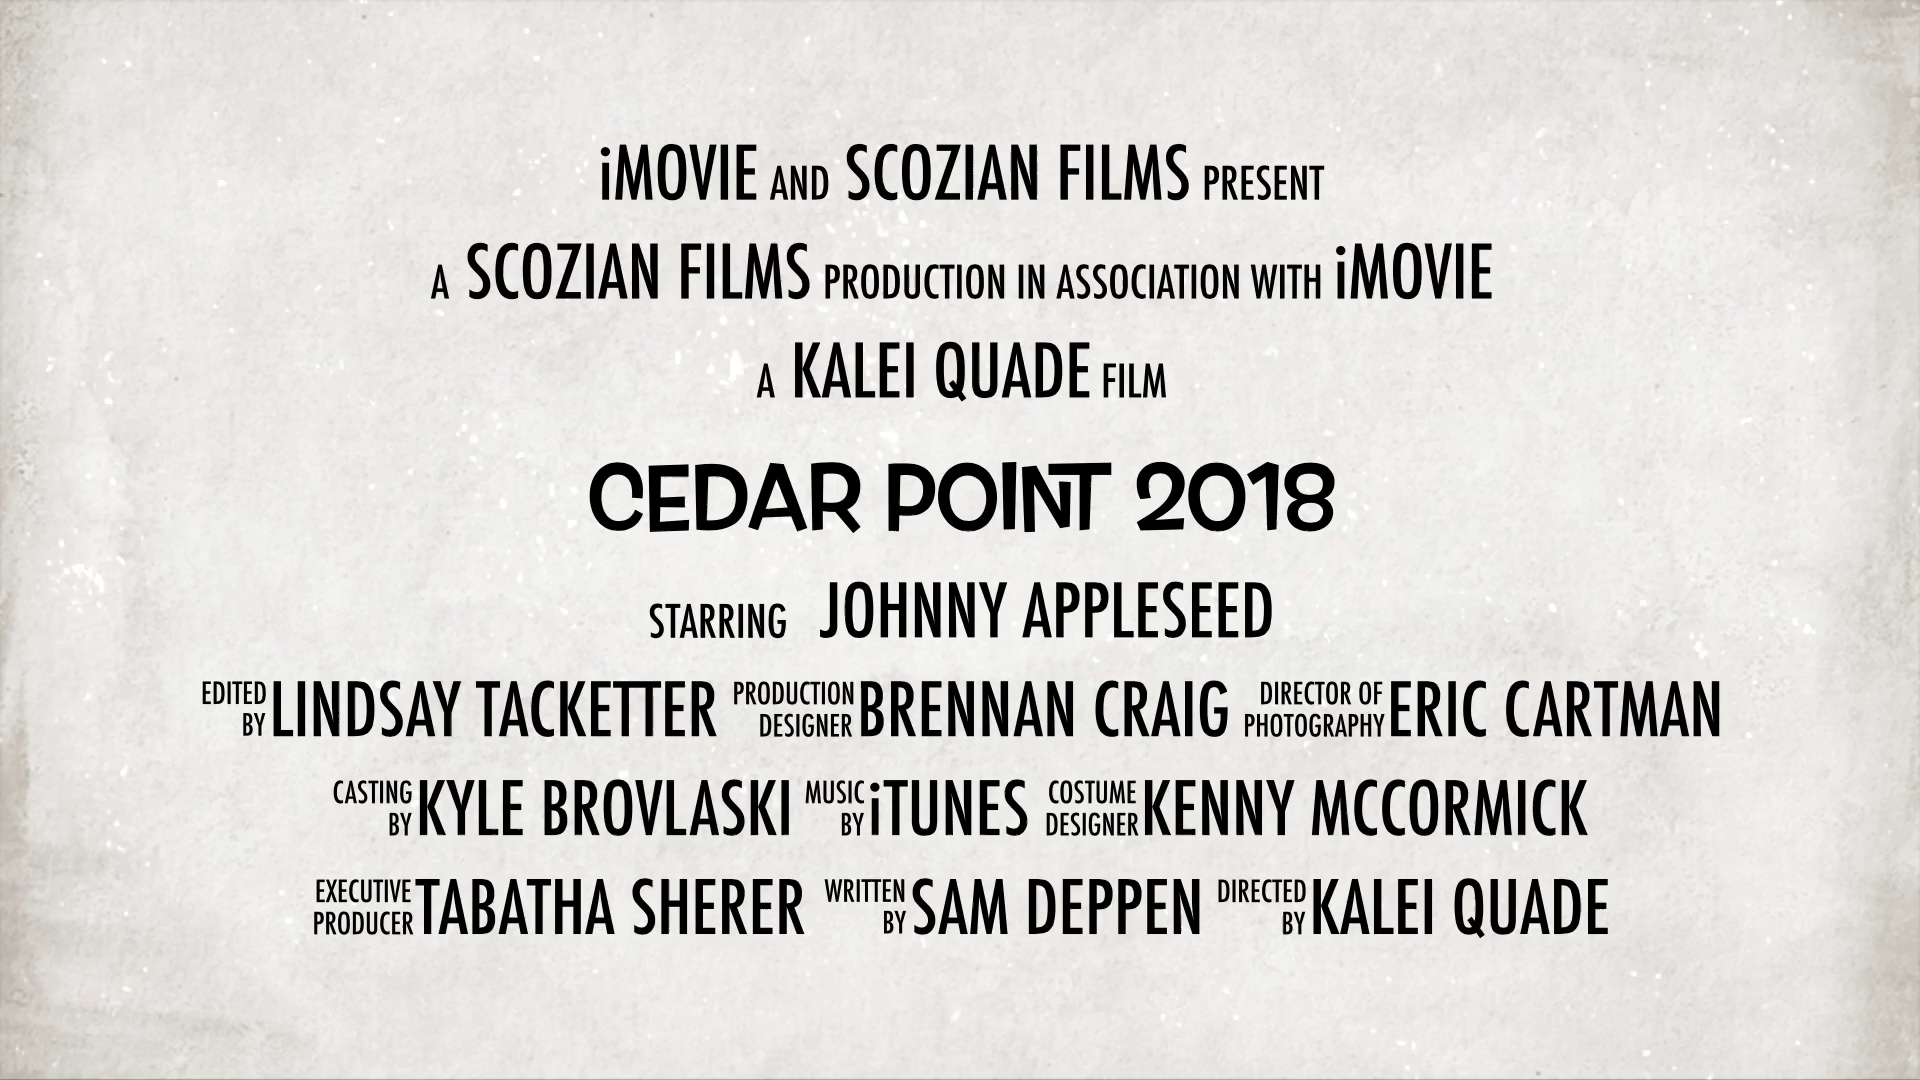 iMOVIE AND SCOZIAN FILMS PRESENT
A SCOZIAN FILMS PRODUCTION IN ASSOCIATION WITH iMOVIE
A KALEI QUADE FILM
CEDAR POINT 2018
STARRING JOHNNY APPLESEED
EDITED BY LINDSAY TACKETTER PRODUCTION DESIGNER BRENNAN CRAIG DIRECTOR OF PHOTOGRAPHY ERIC CARTMAN
CASTING BY KYLE BROVLASKI MUSIC BY iTUNES COSTUME DESIGNER KENNY MCCORMICK
EXECUTIVE PRODUCER TABATHA SHERER WRITTEN BY SAM DEPPEN DIRECTED BY KALEI QUADE